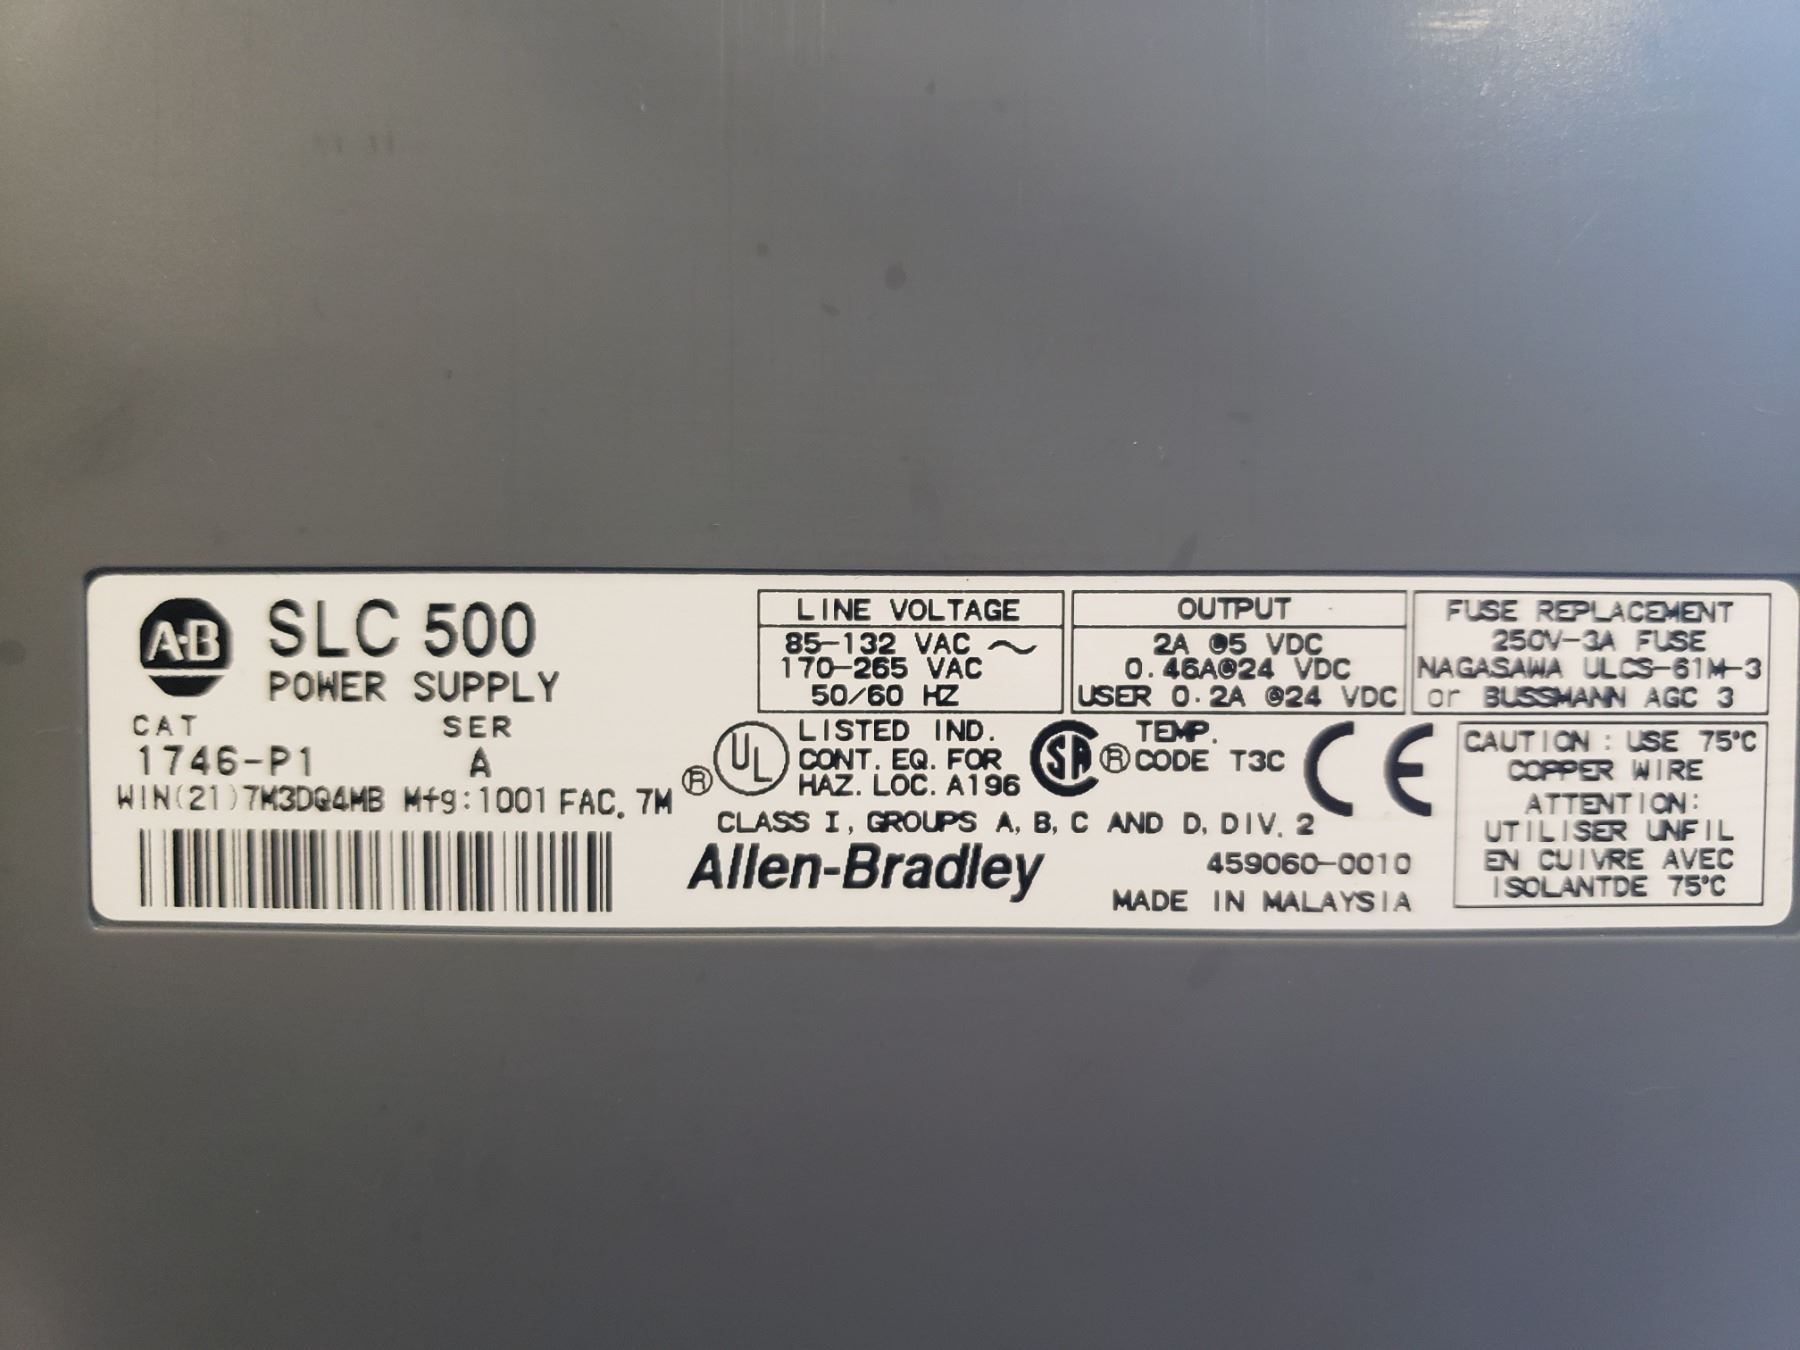 A-B
SLC 500
POWER SUPPLY
CAT SER
1746-P1 A
WIN(21)7M3DQ4MB Mfg:1001 FAC. 7M
LINE VOLTAGE
85-132 VAC ~
170-265 VAC
50/60 HZ
OUTPUT
2A @5 VDC
0.46A@24 VDC
USER 0.2A @24 VDC
FUSE REPLACEMENT
250V-3A FUSE
NAGASAWA ULCS-61M-3
or BUSSMANN AGC 3
® UL
LISTED IND.
CONT. EQ. FOR
HAZ. LOC. A196
SA ®
TEMP.
CODE T3C
CE
CLASS I, GROUPS A, B, C AND D, DIV. 2
Allen-Bradley
459060-0010
MADE IN MALAYSIA
CAUTION : USE 75°C
COPPER WIRE
ATTENTION:
UTILISER UNFIL
EN CUIVRE AVEC
ISOLANTDE 75°C